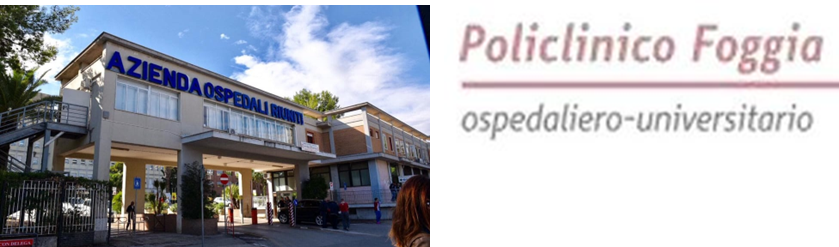 AZIENDA OSPEDALI RIUNITI
Policlinico Foggia
ospedaliero-universitario